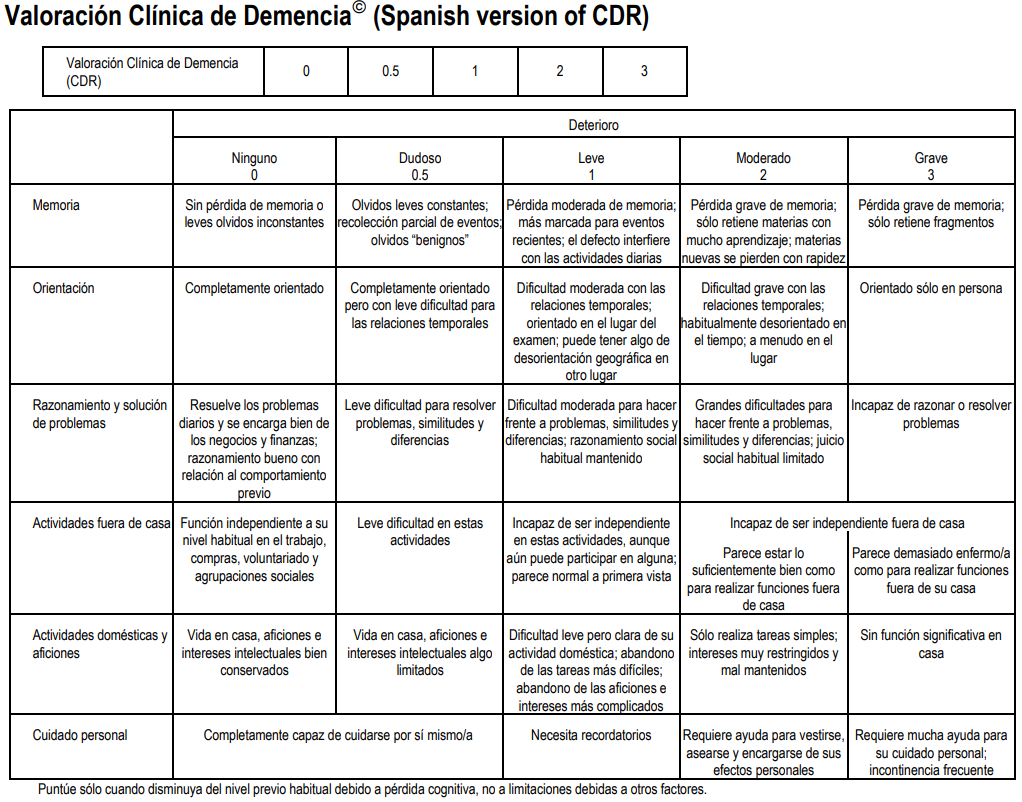 Valoración Clínica de Demencia© (Spanish version of CDR)
Valoración Clínica de Demencia
(CDR)
0
0.5
1
2
3
Deterioro
Ninguno
0
Dudoso
0.5
Leve
1
Moderado
2
Grave
3
Memoria
Sin pérdida de memoria o
leves olvidos inconstantes
Olvidos leves constantes;
recolección parcial de eventos;
olvidos “benignos”
Pérdida moderada de memoria;
más marcada para eventos
recientes; el defecto interfiere
con las actividades diarias
Pérdida grave de memoria;
sólo retiene materias con
mucho aprendizaje; materias
nuevas se pierden con rapidez
Pérdida grave de memoria;
sólo retiene fragmentos
Orientación
Completamente orientado
Completamente orientado
pero con leve dificultad para
las relaciones temporales
Dificultad moderada con las
relaciones temporales;
orientado en el lugar del
examen; puede tener algo de
desorientación geográfica en
otro lugar
Dificultad grave con las
relaciones temporales;
habitualmente desorientado en
el tiempo; a menudo en el
lugar
Orientado sólo en persona
Razonamiento y solución
de problemas
Resuelve los problemas
diarios y se encarga bien de
los negocios y finanzas;
razonamiento bueno con
relación al comportamiento
previo
Leve dificultad para resolver
problemas, similitudes y
diferencias
Dificultad moderada para hacer
frente a problemas, similitudes y
diferencias; razonamiento social
habitual mantenido
Grandes dificultades para
hacer frente a problemas,
similitudes y diferencias; juicio
social habitual limitado
Incapaz de razonar o resolver
problemas
Actividades fuera de casa
Función independiente a su
nivel habitual en el trabajo,
compras, voluntariado y
agrupaciones sociales
Leve dificultad en estas
actividades
Incapaz de ser independiente
en estas actividades, aunque
aún puede participar en alguna;
parece normal a primera vista
Incapaz de ser independiente fuera de casa
Parece estar lo
suficientemente bien como
para realizar funciones fuera
de casa
Parece demasiado enfermo/a
como para realizar funciones
fuera de su casa
Actividades domésticas y
aficiones
Vida en casa, aficiones e
intereses intelectuales bien
conservados
Vida en casa, aficiones e
intereses intelectuales algo
limitados
Dificultad leve pero clara de su
actividad doméstica; abandono
de las tareas más difíciles;
abandono de las aficiones e
intereses más complicados
Sólo realiza tareas simples;
intereses muy restringidos y
mal mantenidos
Sin función significativa en
casa
Cuidado personal
Completamente capaz de cuidarse por sí mismo/a
Necesita recordatorios
Requiere ayuda para vestirse,
asearse y encargarse de sus
efectos personales
Requiere mucha ayuda para
su cuidado personal;
incontinencia frecuente
Puntúe sólo cuando disminuya del nivel previo habitual debido a pérdida cognitiva, no a limitaciones debidas a otros factores.